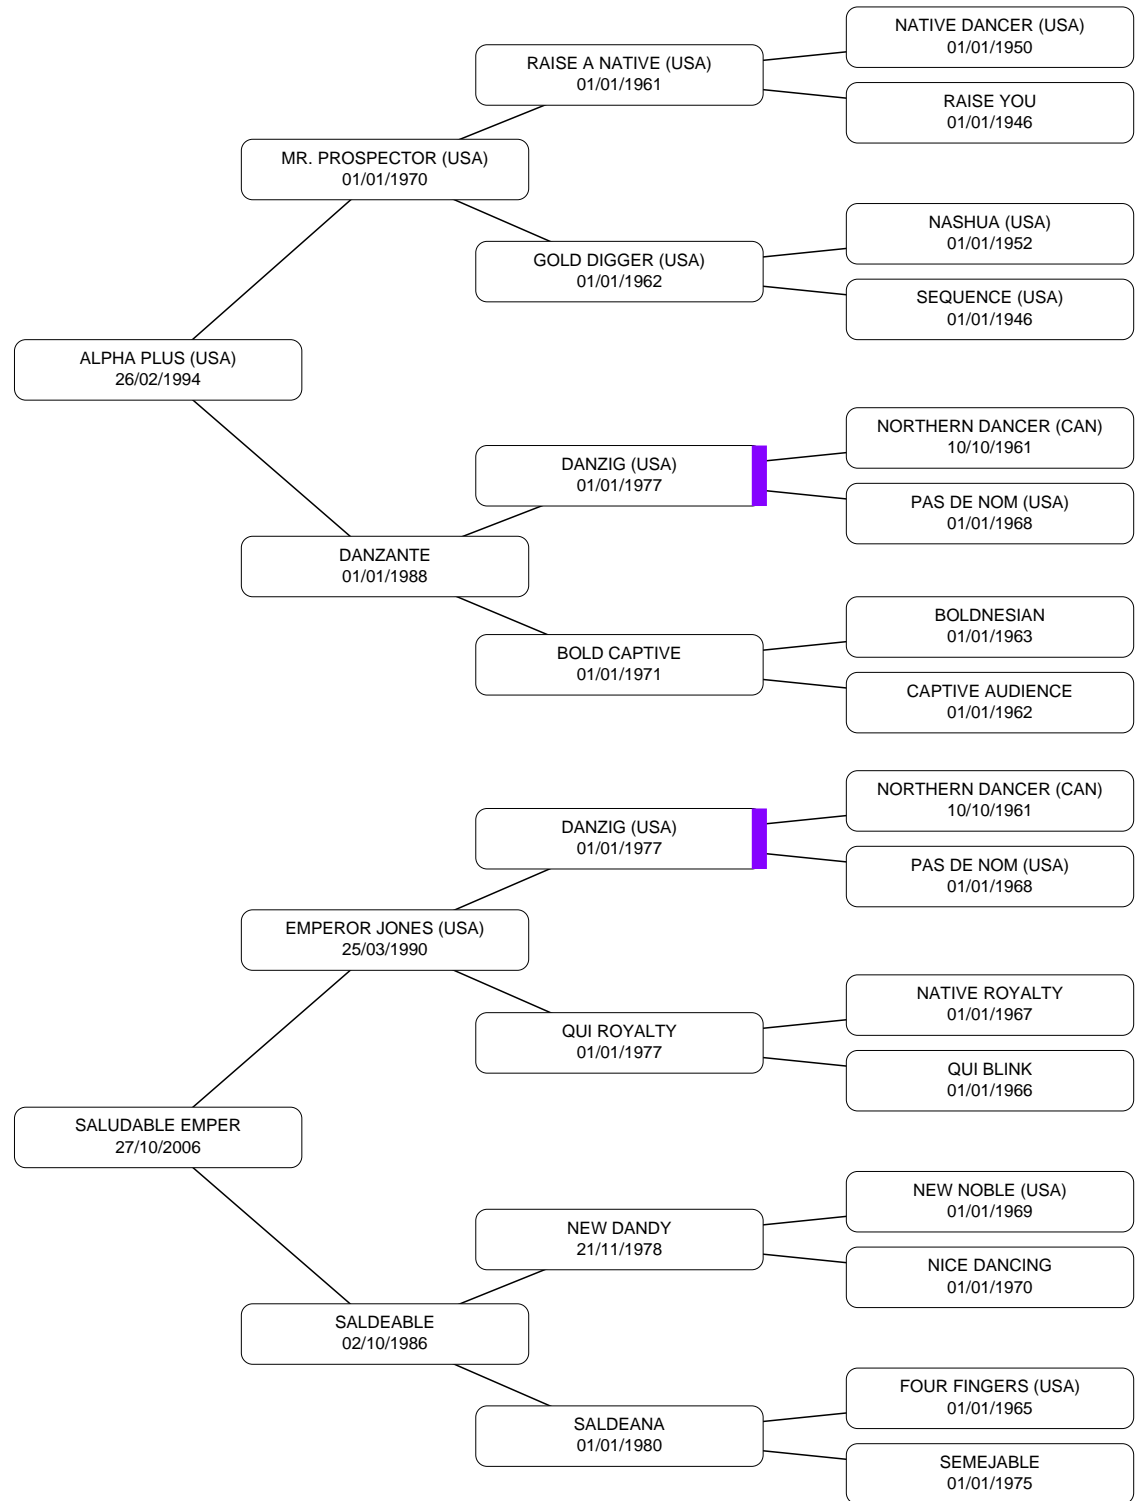 NATIVE DANCER (USA)
01/01/1950
RAISE A NATIVE (USA)
01/01/1961
RAISE YOU
01/01/1946
MR. PROSPECTOR (USA)
01/01/1970
NASHUA (USA)
01/01/1952
GOLD DIGGER (USA)
01/01/1962
SEQUENCE (USA)
01/01/1946
ALPHA PLUS (USA)
26/02/1994
NORTHERN DANCER (CAN)
10/10/1961
DANZIG (USA)
01/01/1977
PAS DE NOM (USA)
01/01/1968
DANZANTE
01/01/1988
BOLDNESIAN
01/01/1963
BOLD CAPTIVE
01/01/1971
CAPTIVE AUDIENCE
01/01/1962
NORTHERN DANCER (CAN)
10/10/1961
DANZIG (USA)
01/01/1977
PAS DE NOM (USA)
01/01/1968
EMPEROR JONES (USA)
25/03/1990
NATIVE ROYALTY
01/01/1967
QUI ROYALTY
01/01/1977
QUI BLINK
01/01/1966
SALUDABLE EMPER
27/10/2006
NEW NOBLE (USA)
01/01/1969
NEW DANDY
21/11/1978
NICE DANCING
01/01/1970
SALDEABLE
02/10/1986
FOUR FINGERS (USA)
01/01/1965
SALDEANA
01/01/1980
SEMEJABLE
01/01/1975